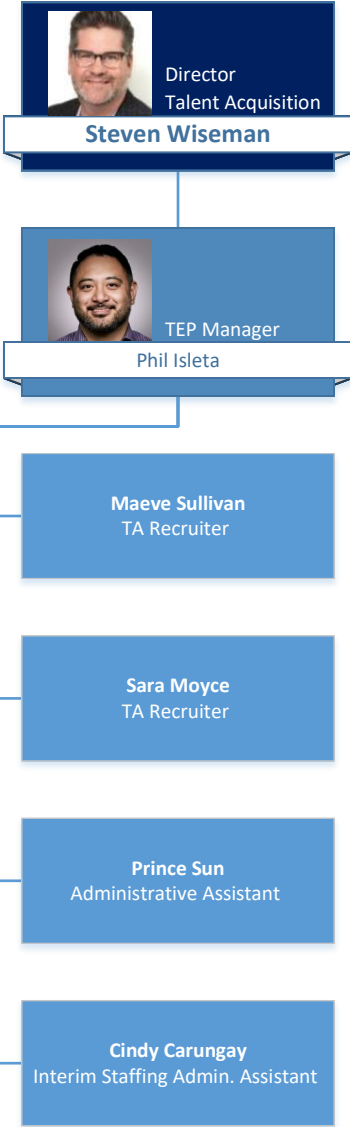 Director
Talent Acquisition
Steven Wiseman
TEP Manager
Phil Isleta
Maeve Sullivan
TA Recruiter
Sara Moyce
TA Recruiter
Prince Sun
Administrative Assistant
Cindy Carungay
Interim Staffing Admin. Assistant